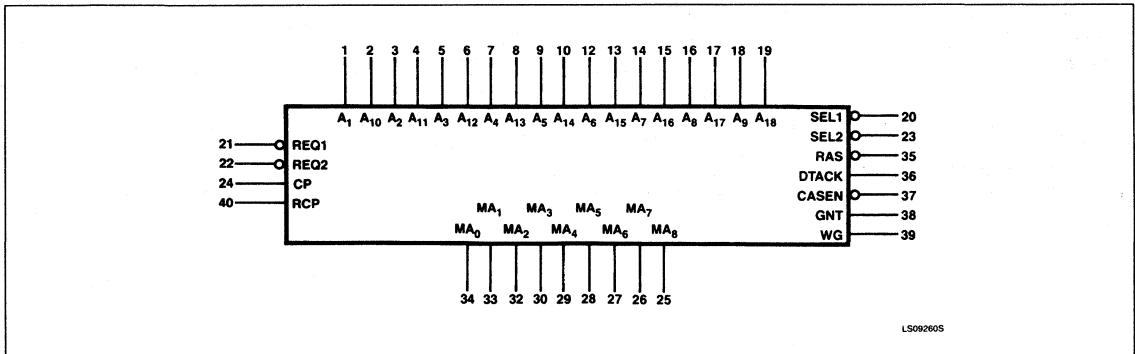 1 2 3 4 5 6 7 8 9 10 12 13 14 15 16 17 18 19
A1 A10 A2 A11 A3 A12 A4 A13 A5 A14 A6 A15 A7 A16 A8 A17 A9 A18
SEL1 20
SEL2 23
21 REQ1
22 REQ2
RAS 35
24 CP
DTACK 36
40 RCP
CASEN 37
MA1 MA3 MA5 MA7
GNT 38
MA0 MA2 MA4 MA6 MA8
WG 39
34 33 32 30 29 28 27 26 25
LS09260S